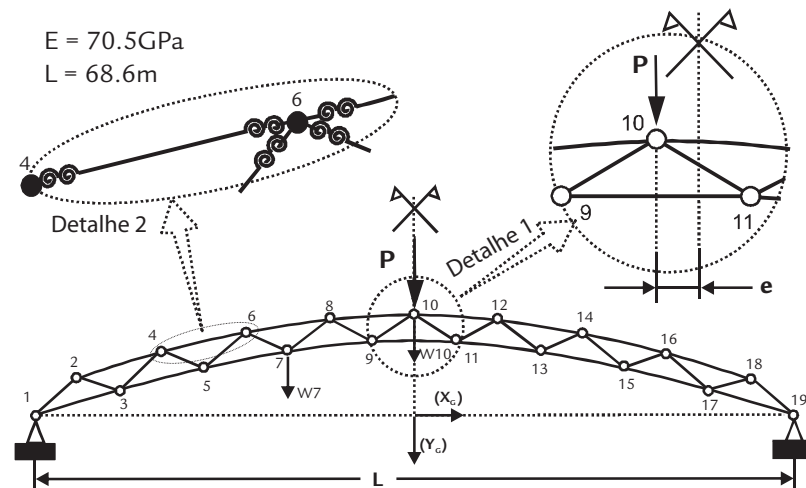 E = 70.5GPa
L = 68.6m
6
4
Detalhe 2
P
10
9
11
e
Detalhe 1
P
1
2
3
4
5
6
7
8
9
10
11
12
13
14
15
16
17
18
19
W7
W10
(X_G)
(Y_G)
L